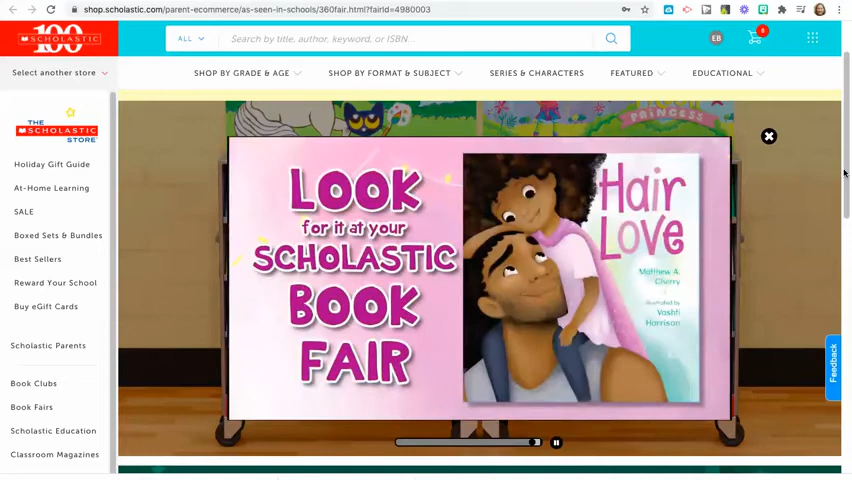 shop.scholastic.com/parent-ecommerce/as-seen-in-schools/360fair.html?fairId=4980003
100
SCHOLASTIC
ALL
Search by title, author, keyword, or ISBN...
EB
8
Select another store
SHOP BY GRADE & AGE
SHOP BY FORMAT & SUBJECT
SERIES & CHARACTERS
FEATURED
EDUCATIONAL
THE
SCHOLASTIC
STORE
Holiday Gift Guide
At-Home Learning
SALE
Boxed Sets & Bundles
Best Sellers
Reward Your School
Buy eGift Cards
Scholastic Parents
Book Clubs
Book Fairs
Scholastic Education
Classroom Magazines
PRINCESS
LOOK
for it at your
SCHOLASTIC
BOOK
FAIR
Hair
Love
Matthew A.
Cherry
illustrated by
Vashti
Harrison
Feedback